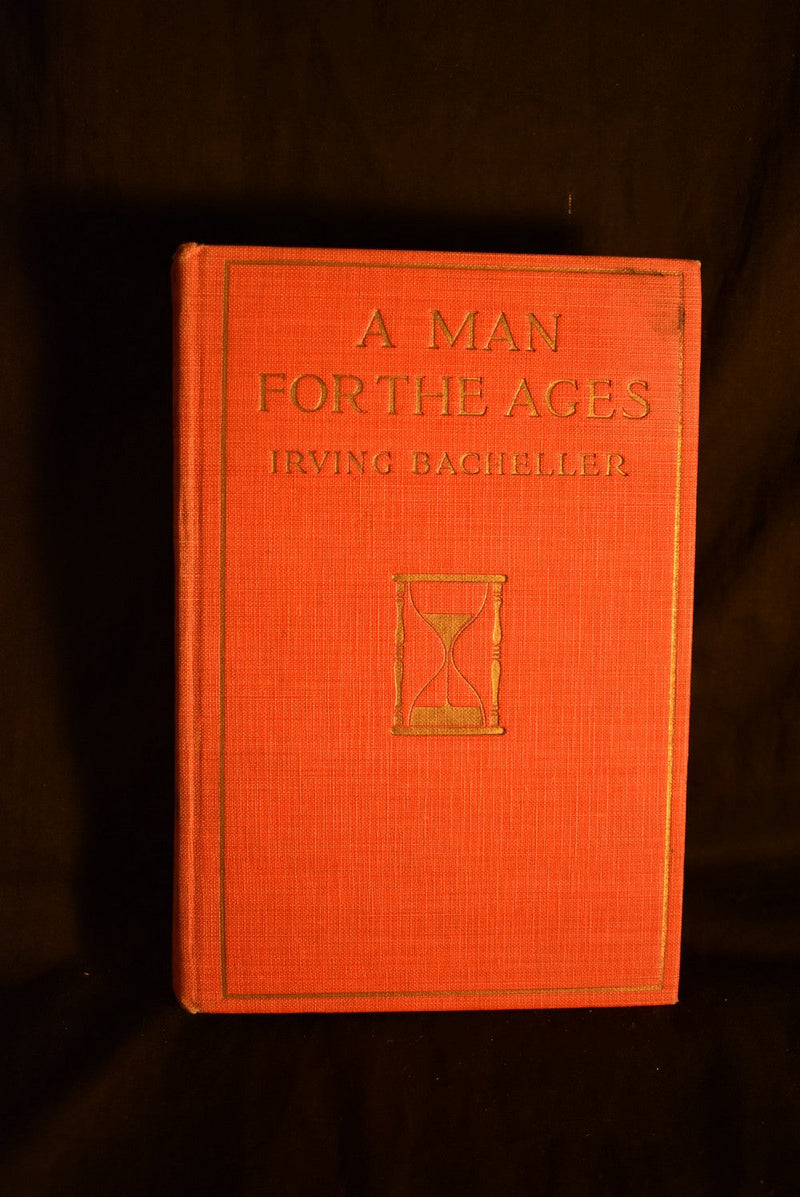 A MAN
FOR THE AGES
IRVING BACHELLER